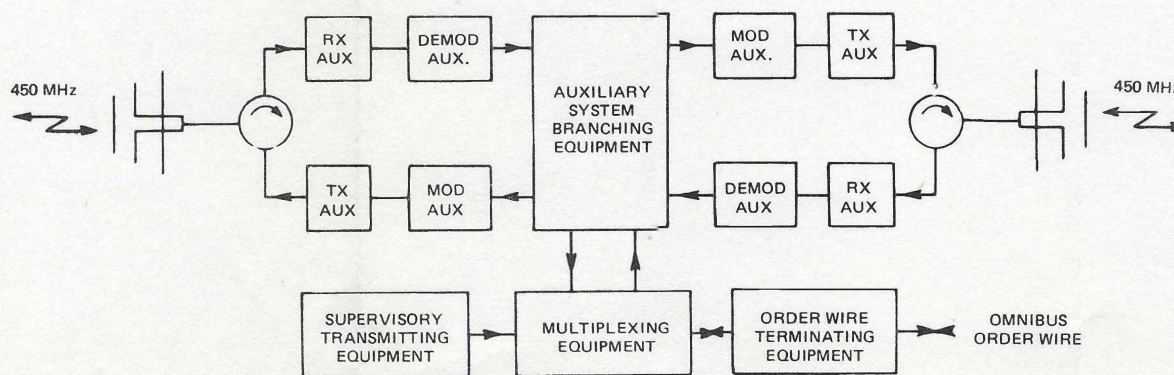 450 MHz
RX
AUX
DEMOD
AUX.
AUXILIARY
SYSTEM
BRANCHING
EQUIPMENT
MOD
AUX.
TX
AUX
450 MHz
TX
AUX
MOD
AUX
DEMOD
AUX
RX
AUX
SUPERVISORY
TRANSMITTING
EQUIPMENT
MULTIPLEXING
EQUIPMENT
ORDER WIRE
TERMINATING
EQUIPMENT
OMNIBUS
ORDER WIRE